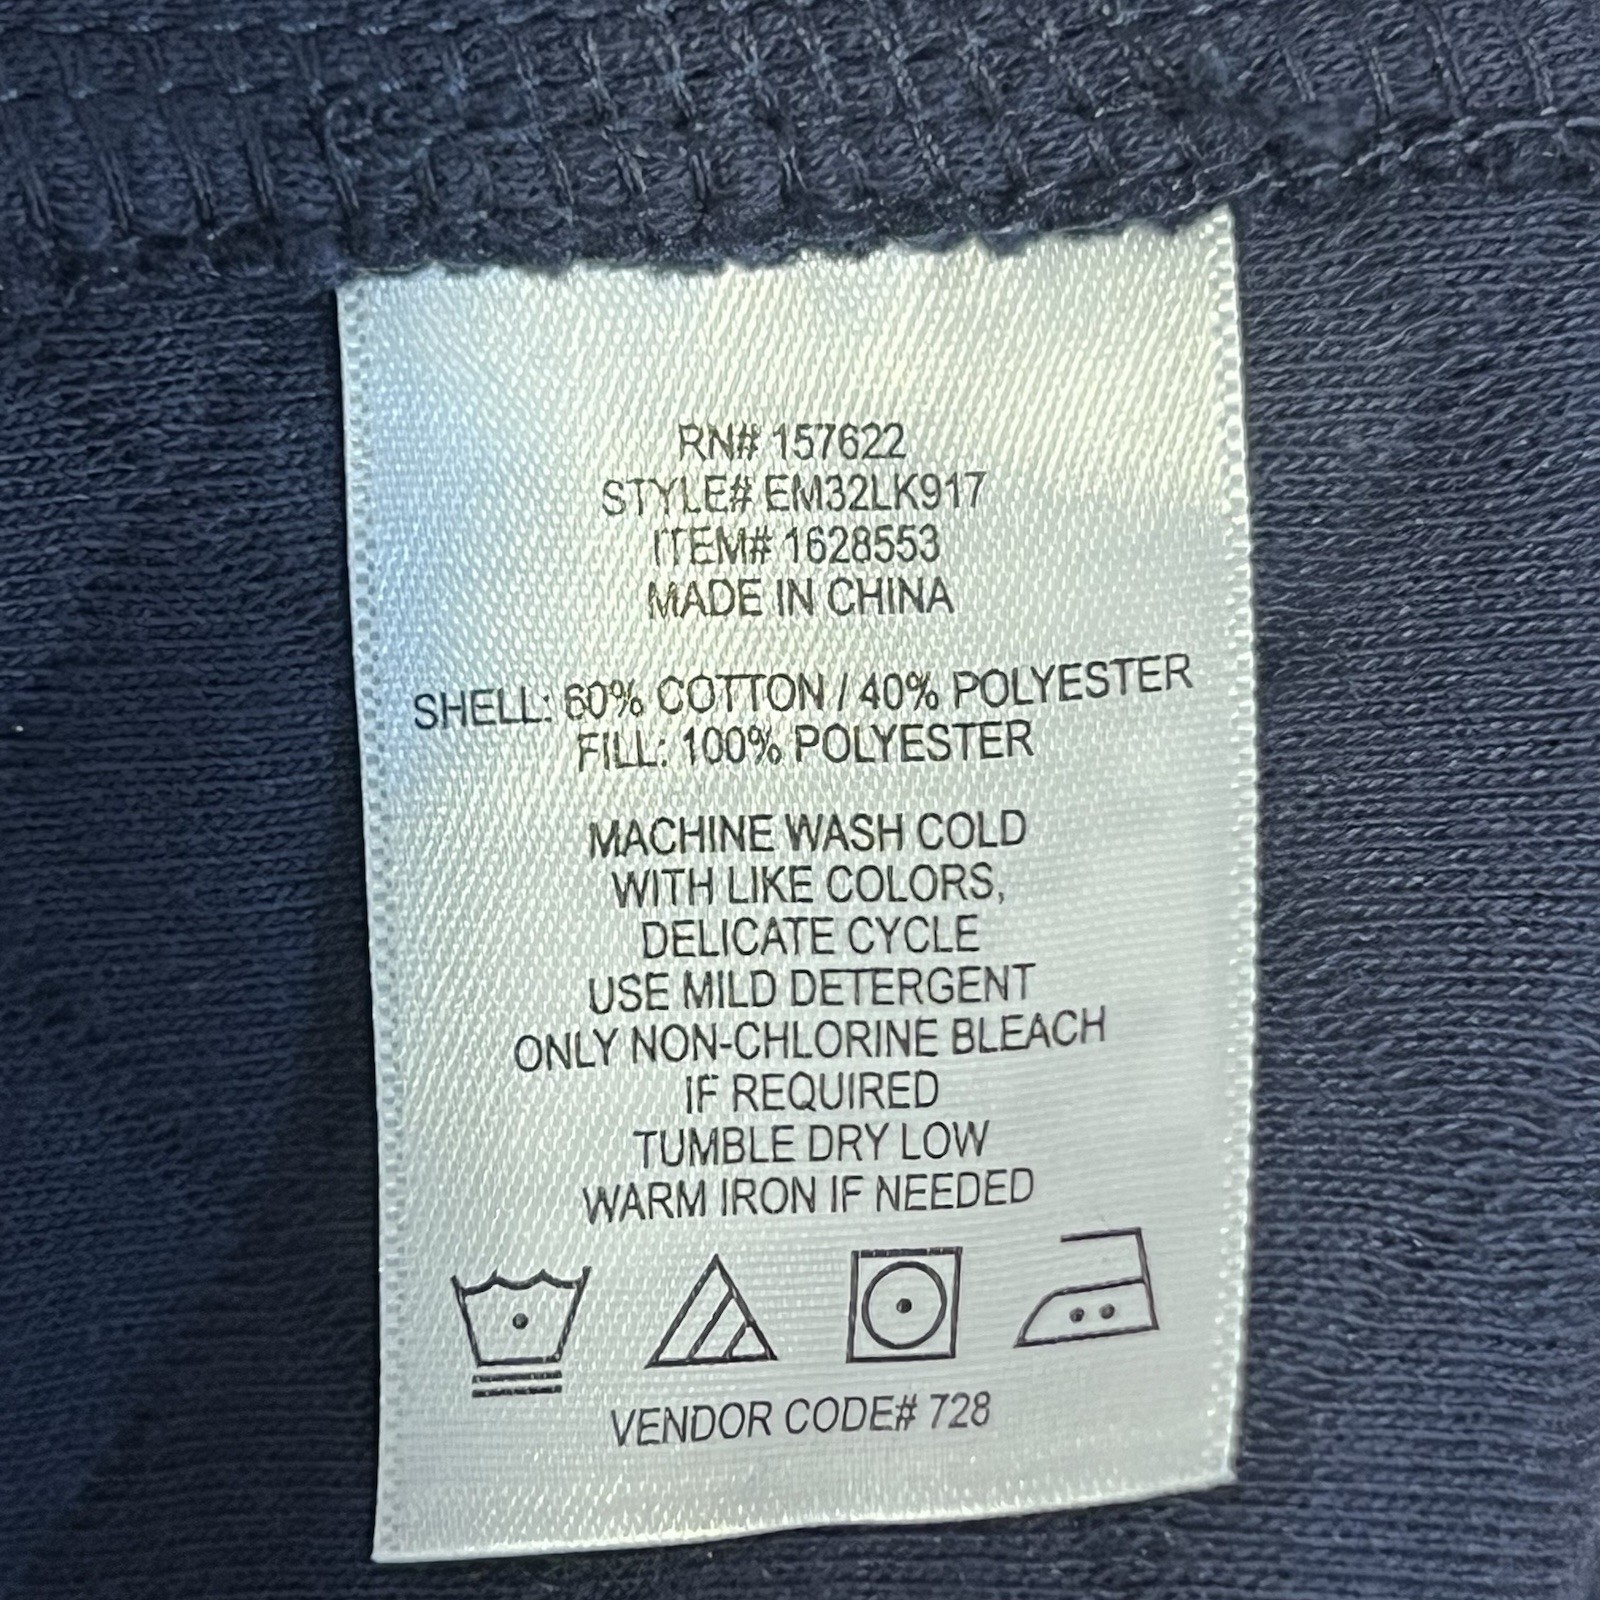 RN# 157622
STYLE# EM32LK917
ITEM# 1628553
MADE IN CHINA
SHELL: 60% COTTON / 40% POLYESTER
FILL: 100% POLYESTER
MACHINE WASH COLD
WITH LIKE COLORS,
DELICATE CYCLE
USE MILD DETERGENT
ONLY NON-CHLORINE BLEACH
IF REQUIRED
TUMBLE DRY LOW
WARM IRON IF NEEDED
VENDOR CODE# 728